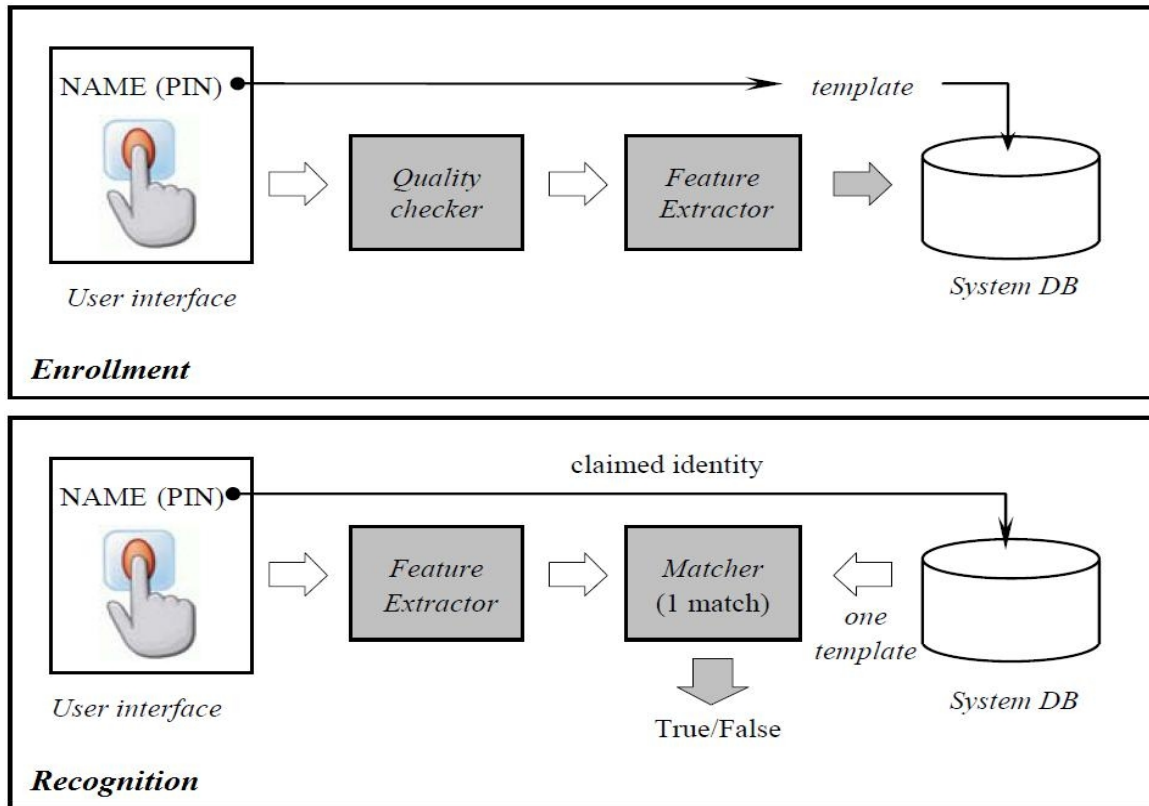 NAME (PIN)
template
Quality
checker
Feature
Extractor
User interface
System DB
Enrollment
claimed identity
NAME (PIN)
Feature
Extractor
Matcher
(1 match)
one
template
User interface
System DB
True/False
Recognition